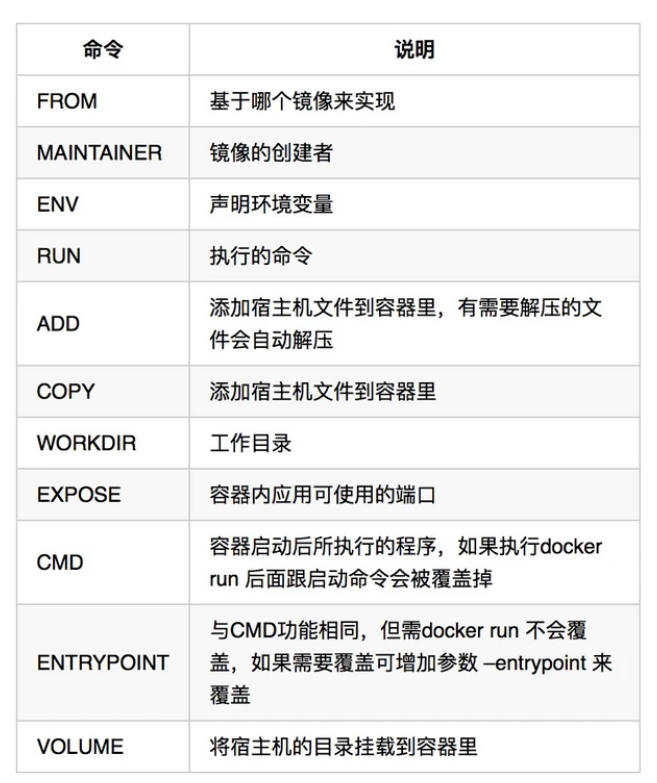 命令 说明
FROM 基于哪个镜像来实现
MAINTAINER 镜像的创建者
ENV 声明环境变量
RUN 执行的命令
ADD 添加宿主机文件到容器里，有需要解压的文
件会自动解压
COPY 添加宿主机文件到容器里
WORKDIR 工作目录
EXPOSE 容器内应用可使用的端口
CMD 容器启动后所执行的程序，如果执行docker
run 后面跟启动命令会被覆盖掉
ENTRYPOINT 与CMD功能相同，但需docker run 不会覆
盖，如果需要覆盖可增加参数 –entrypoint 来
覆盖
VOLUME 将宿主机的目录挂载到容器里